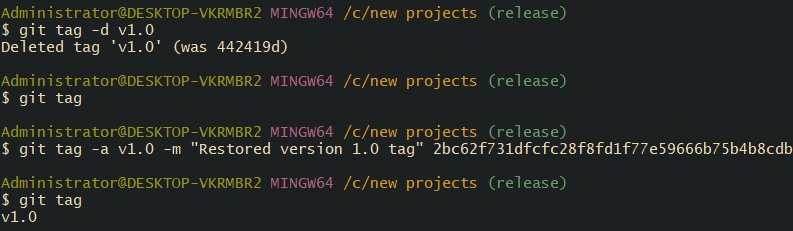 Administrator@DESKTOP-VKRMBR2 MINGW64 /c/new projects (release)
$ git tag -d v1.0
Deleted tag 'v1.0' (was 442419d)
Administrator@DESKTOP-VKRMBR2 MINGW64 /c/new projects (release)
$ git tag
Administrator@DESKTOP-VKRMBR2 MINGW64 /c/new projects (release)
$ git tag -a v1.0 -m "Restored version 1.0 tag" 2bc62f731dfcfc28f8fd1f77e59666b75b4b8cdb
Administrator@DESKTOP-VKRMBR2 MINGW64 /c/new projects (release)
$ git tag
v1.0